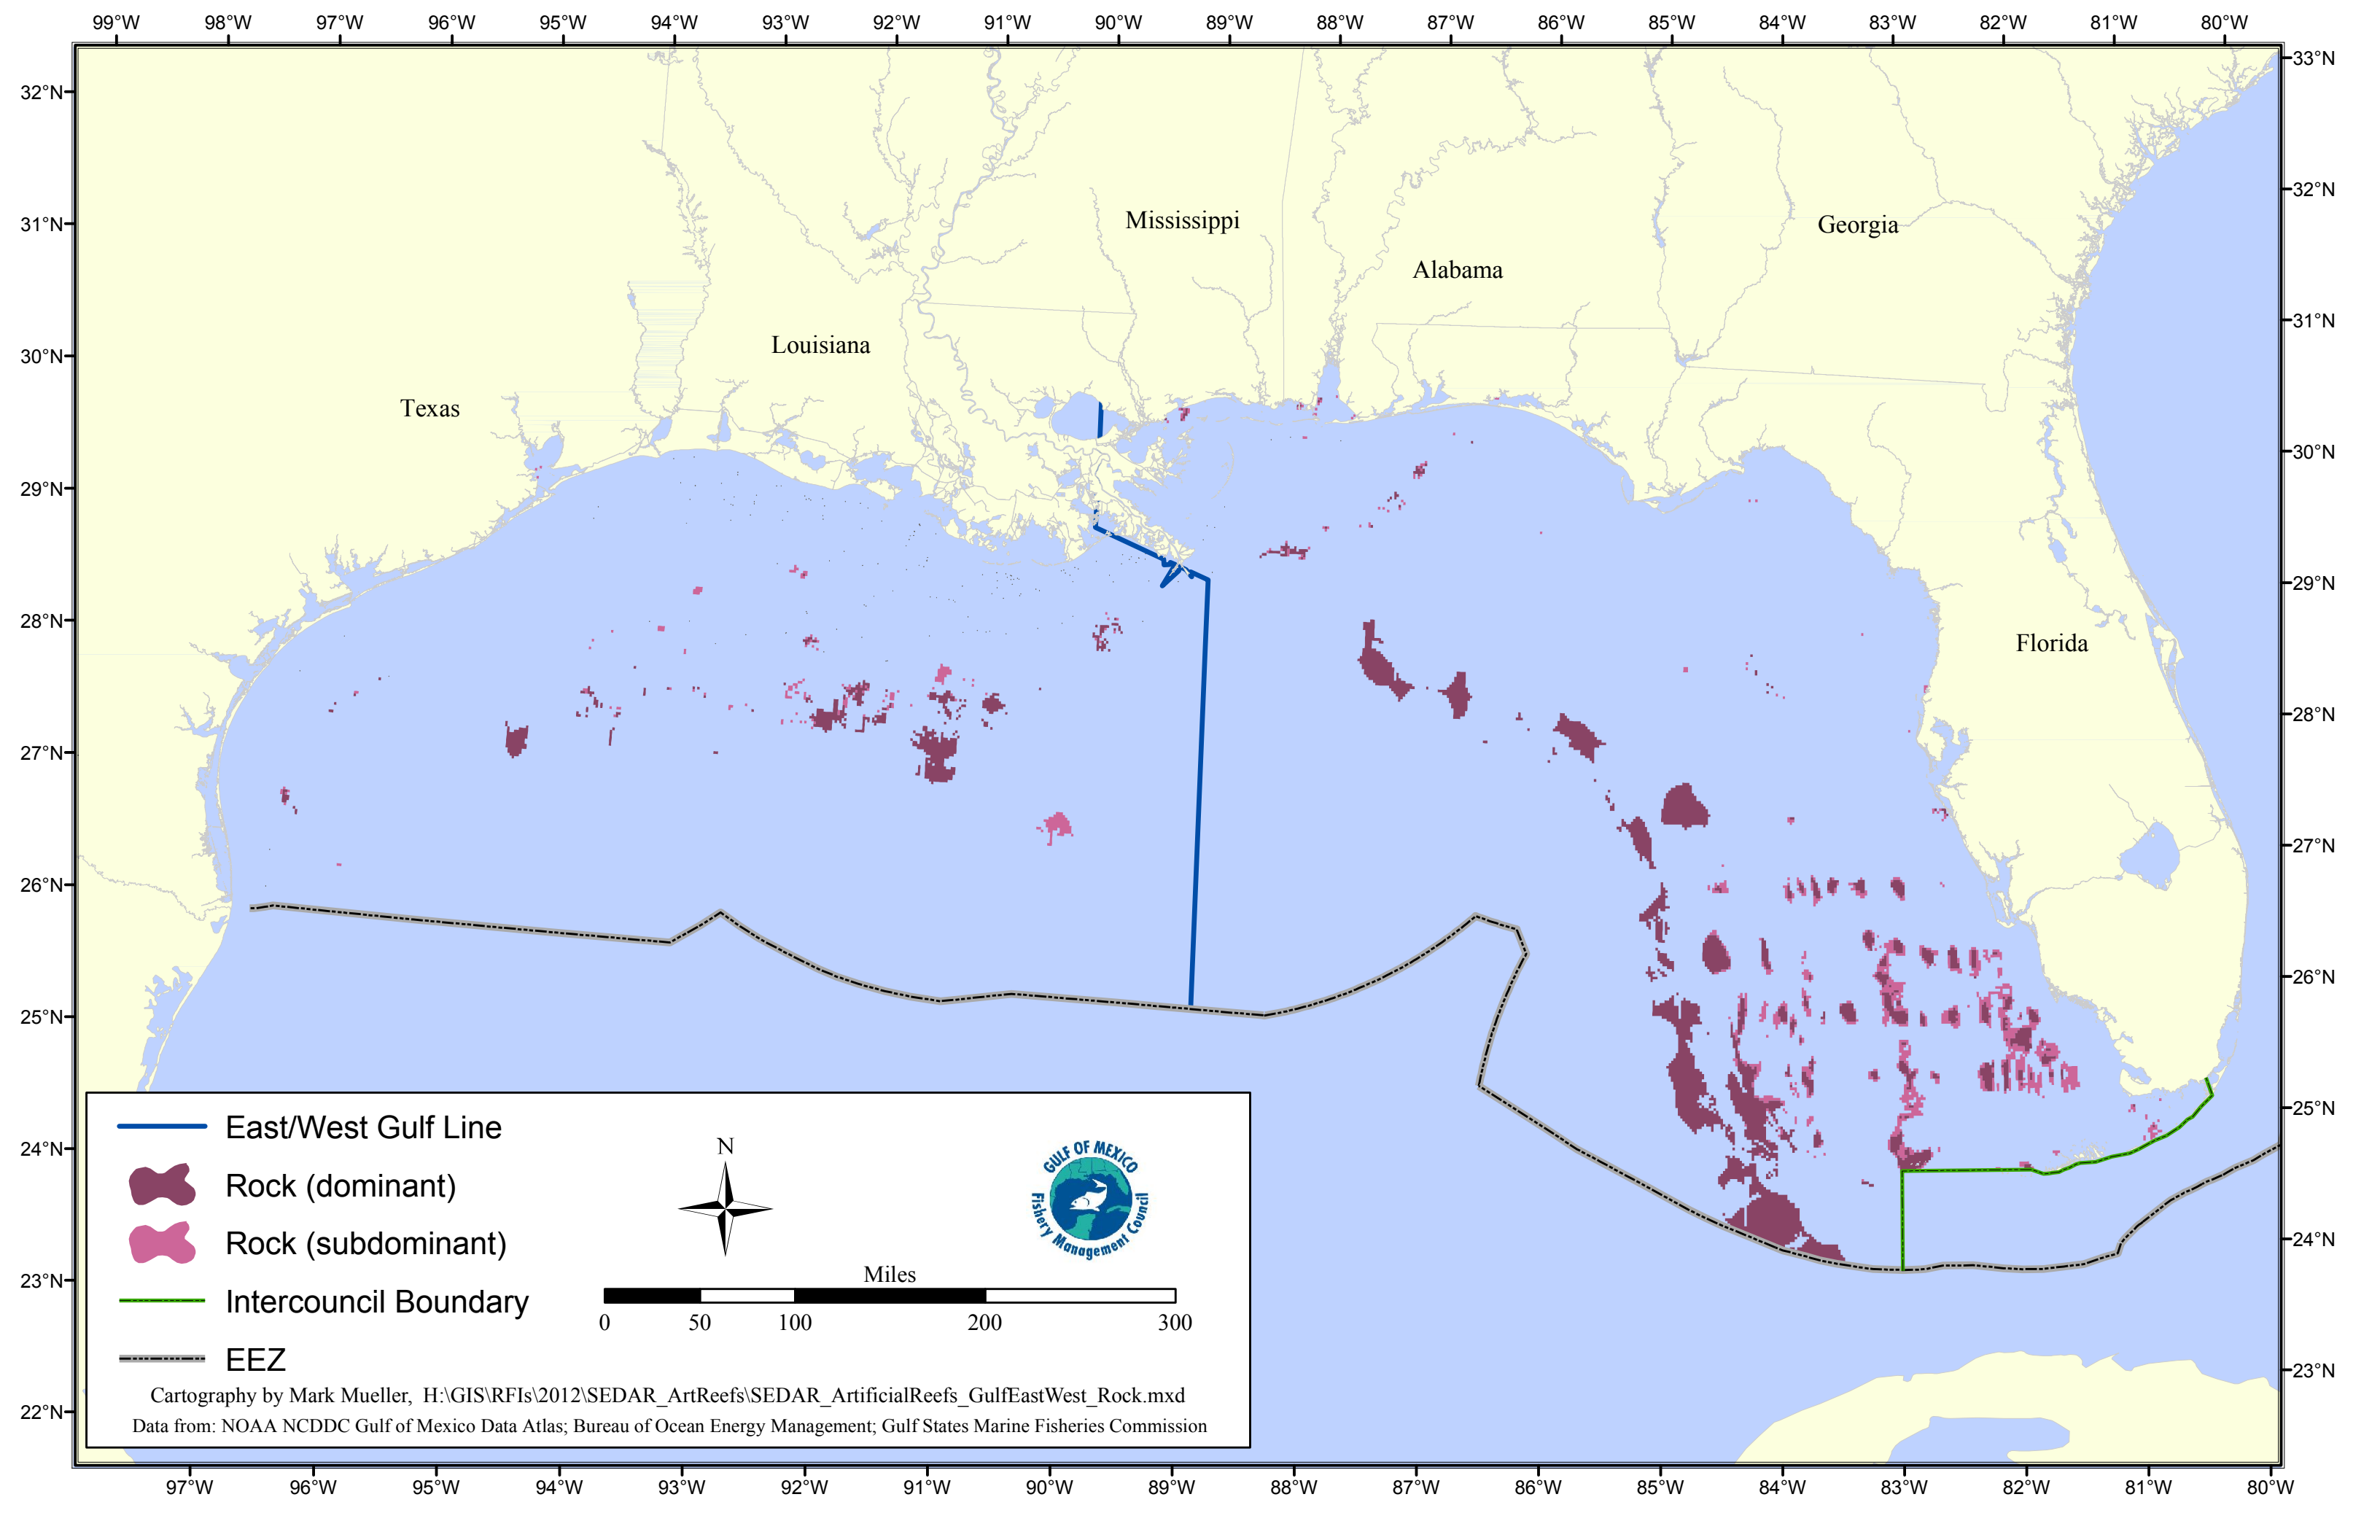 99°W 98°W 97°W 96°W 95°W 94°W 93°W 92°W 91°W 90°W 89°W 88°W 87°W 86°W 85°W 84°W 83°W 82°W 81°W 80°W
33°N
32°N
32°N
31°N
Mississippi
Georgia
Alabama
31°N
Louisiana
30°N
Texas
30°N
29°N
29°N
28°N
Florida
28°N
27°N
27°N
26°N
26°N
25°N
25°N
24°N
24°N
23°N
23°N
22°N
East/West Gulf Line
Rock (dominant)
Rock (subdominant)
Intercouncil Boundary
EEZ
N
GULF OF MEXICO
Fishery Management Council
Miles
0 50 100 200 300
Cartography by Mark Mueller, H:\GIS\RFIs\2012\SEDAR_ArtReefs\SEDAR_ArtificialReefs_GulfEastWest_Rock.mxd
Data from: NOAA NCDDC Gulf of Mexico Data Atlas; Bureau of Ocean Energy Management; Gulf States Marine Fisheries Commission
97°W 96°W 95°W 94°W 93°W 92°W 91°W 90°W 89°W 88°W 87°W 86°W 85°W 84°W 83°W 82°W 81°W 80°W